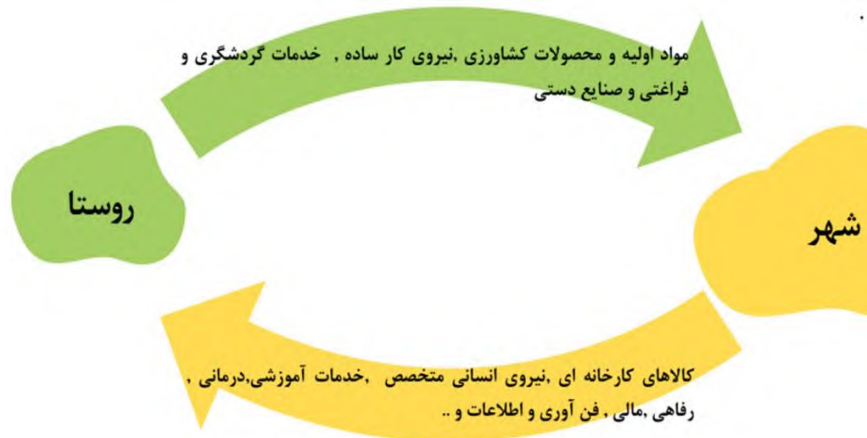 مواد اولیه و محصولات کشاورزی ,نیروی کار ساده , خدمات گردشگری و
فراغتی و صنایع دستی
روستا
شهر
کالاهای کارخانه ای ,نیروی انسانی متخصص ,خدمات آموزشی,درمانی ,
رفاهی ,مالی , فن آوری و اطلاعات و ..